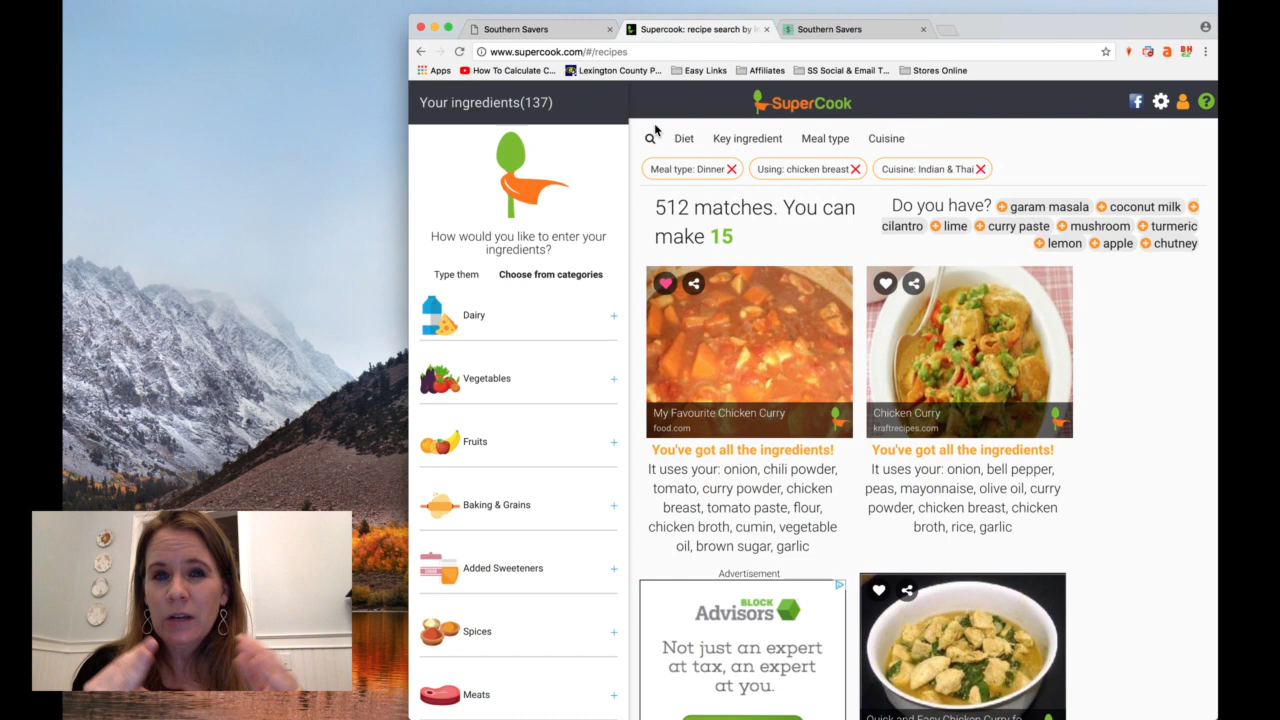 Southern Savers
Supercook: recipe search by
Southern Savers
www.supercook.com/#/recipes
Apps
How To Calculate C...
Lexington County P...
Easy Links
Affiliates
SS Social & Email T...
Stores Online
Your ingredients(137)
SuperCook
How would you like to enter your
ingredients?
Type them
Choose from categories
Dairy
Vegetables
Fruits
Baking & Grains
Added Sweeteners
Spices
Meats
Diet
Key ingredient
Meal type
Cuisine
Meal type: Dinner
Using: chicken breast
Cuisine: Indian & Thai
512 matches. You can
make 15
Do you have? garam masala coconut milk
cilantro lime curry paste mushroom turmeric
lemon apple chutney
My Favourite Chicken Curry
food.com
You've got all the ingredients!
It uses your: onion, chili powder,
tomato, curry powder, chicken
breast, tomato paste, flour,
chicken broth, cumin, vegetable
oil, brown sugar, garlic
Chicken Curry
kraftrecipes.com
You've got all the ingredients!
It uses your: onion, bell pepper,
peas, mayonnaise, olive oil, curry
powder, chicken breast, chicken
broth, rice, garlic
Advertisement
BLOCK
Advisors
Not just an expert
at tax, an expert
at you.
Quick and Easy Chicken Curry fo